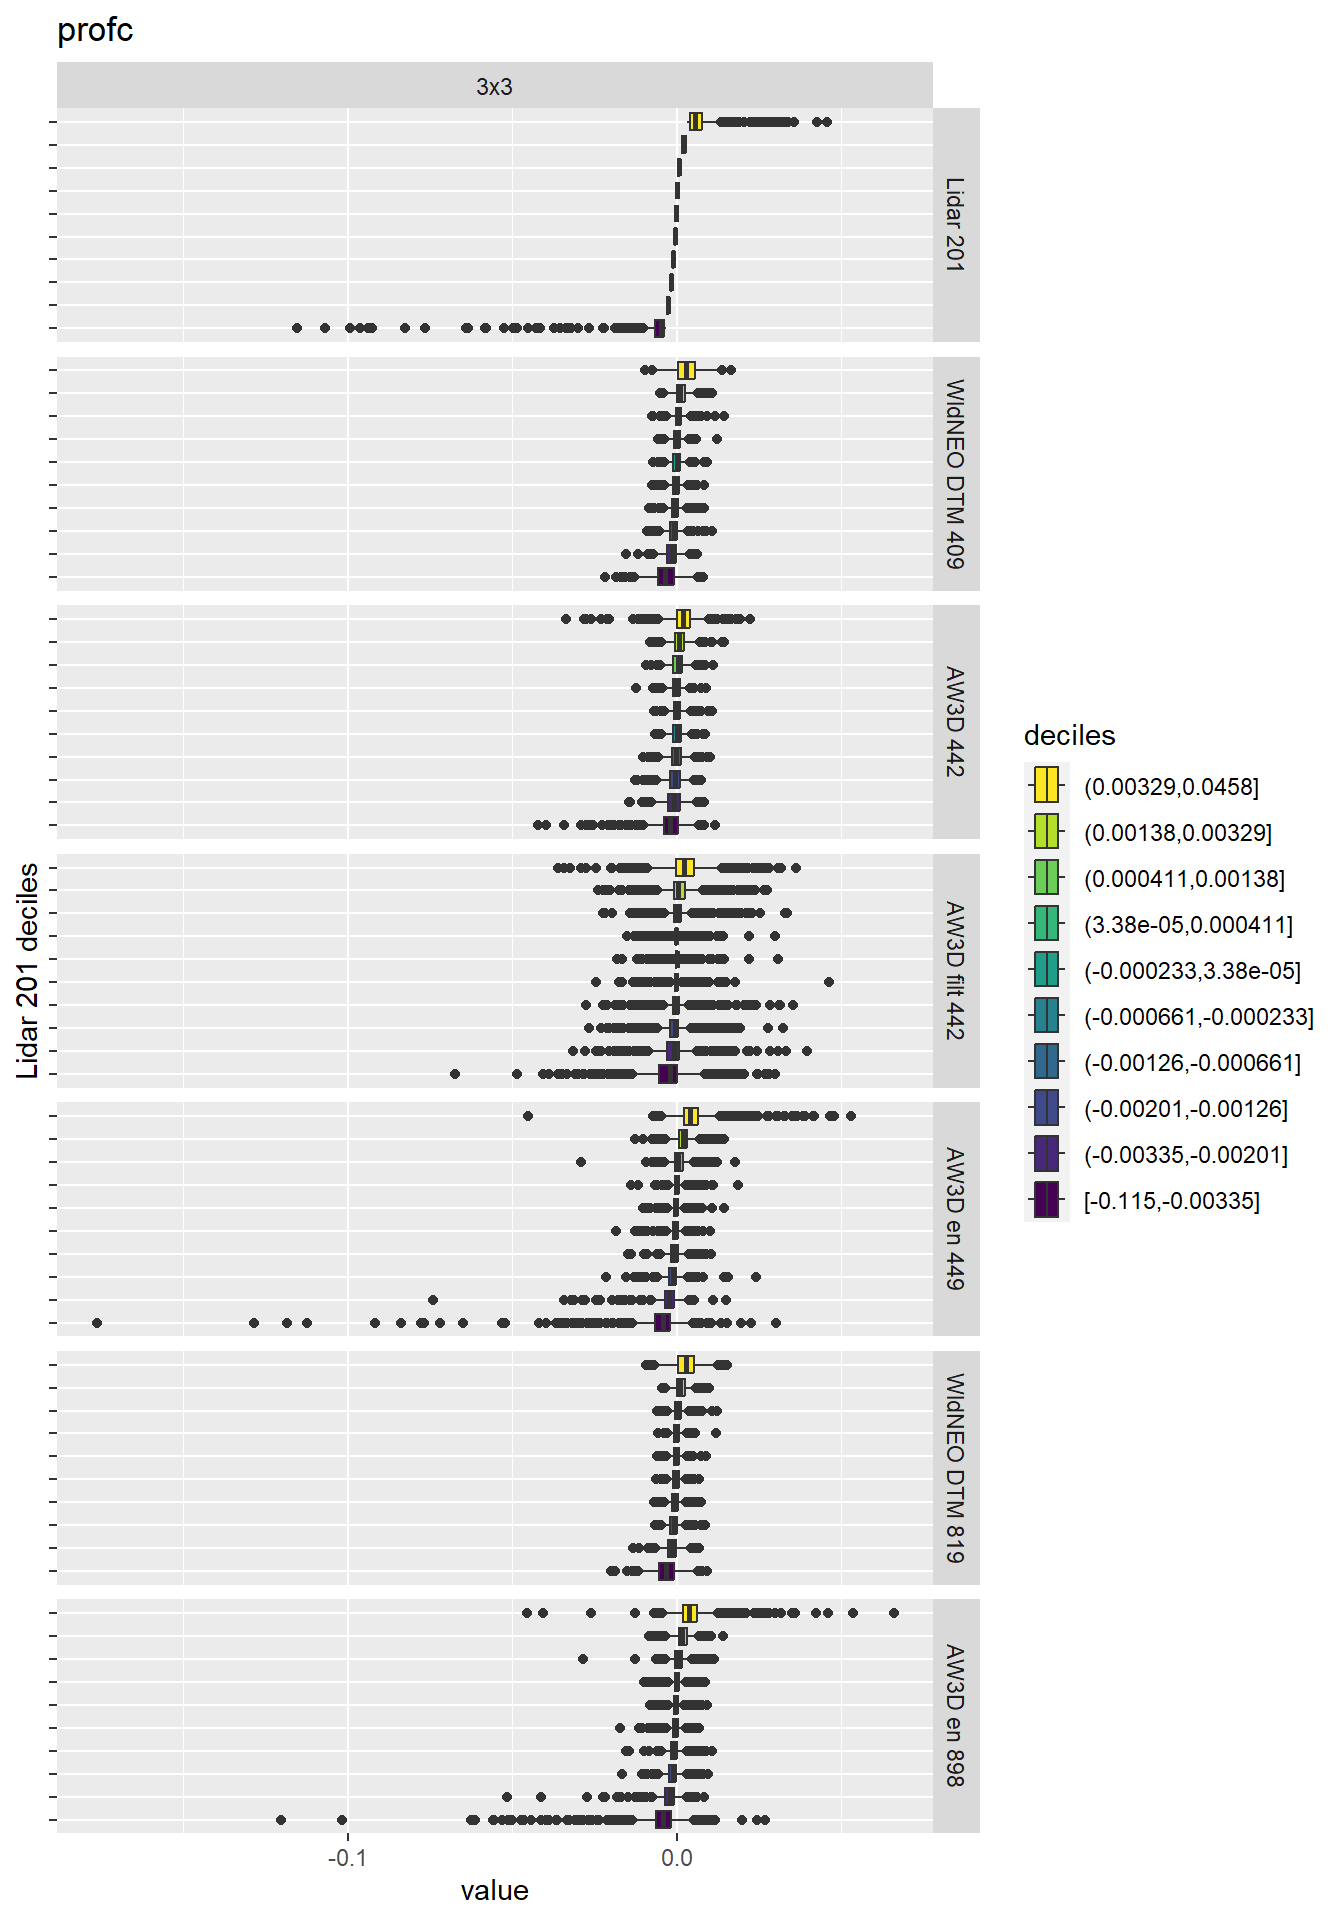 profc
3x3
Lidar 201
WldNEO DTM 409
AW3D 442
AW3D filt 442
AW3D en 449
WldNEO DTM 819
AW3D en 898
Lidar 201 deciles
-0.1
0.0
value
deciles
(0.00329,0.0458]
(0.00138,0.00329]
(0.000411,0.00138]
(3.38e-05,0.000411]
(-0.000233,3.38e-05]
(-0.000661,-0.000233]
(-0.00126,-0.000661]
(-0.00201,-0.00126]
(-0.00335,-0.00201]
[-0.115,-0.00335]